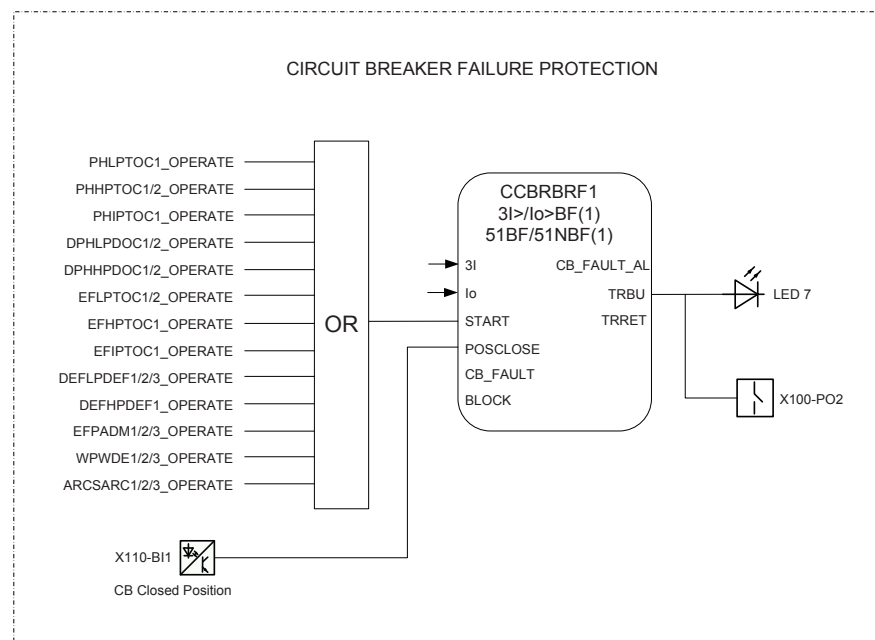 CIRCUIT BREAKER FAILURE PROTECTION
PHLPTOC1_OPERATE
PHHPTOC1/2_OPERATE
PHIPTOC1_OPERATE
DPHLPDOC1/2_OPERATE
DPHHPDOC1/2_OPERATE
EFLPTOC1/2_OPERATE
EFHPTOC1_OPERATE
EFIPTOC1_OPERATE
DEFLPDEF1/2/3_OPERATE
DEFHPDEF1_OPERATE
EFPADM1/2/3_OPERATE
WPWDE1/2/3_OPERATE
ARCSARC1/2/3_OPERATE
OR
CCBRBRF1
3I>/Io>BF(1)
51BF/51NBF(1)
3I
CB_FAULT_AL
Io
TRBU
START
TRRET
POSCLOSE
CB_FAULT
BLOCK
LED 7
X100-PO2
X110-BI1
CB Closed Position